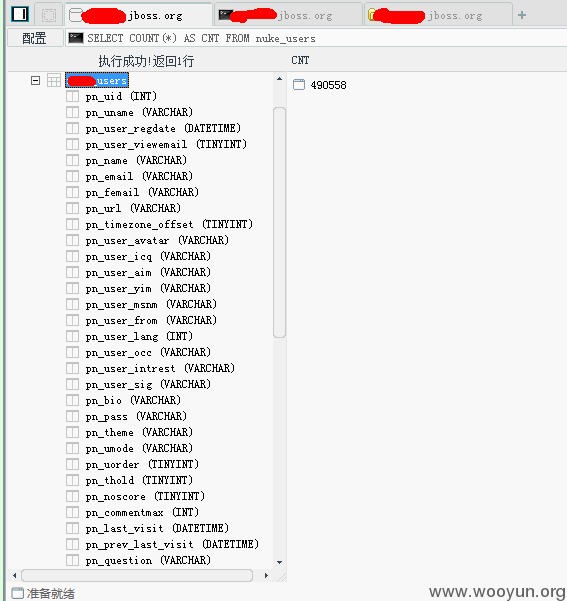 jboss.org
jboss.org
jboss.org
配置
SELECT COUNT(*) AS CNT FROM nuke_users
执行成功!返回1行
CNT
users
490558
pn_uid (INT)
pn_uname (VARCHAR)
pn_user_regdate (DATETIME)
pn_user_viewemail (TINYINT)
pn_name (VARCHAR)
pn_email (VARCHAR)
pn_femail (VARCHAR)
pn_url (VARCHAR)
pn_timezone_offset (TINYINT)
pn_user_avatar (VARCHAR)
pn_user_icq (VARCHAR)
pn_user_aim (VARCHAR)
pn_user_yim (VARCHAR)
pn_user_msnm (VARCHAR)
pn_user_from (VARCHAR)
pn_user_lang (INT)
pn_user_occ (VARCHAR)
pn_user_intrest (VARCHAR)
pn_user_sig (VARCHAR)
pn_bio (VARCHAR)
pn_pass (VARCHAR)
pn_theme (VARCHAR)
pn_umode (VARCHAR)
pn_uorder (TINYINT)
pn_thold (TINYINT)
pn_noscore (TINYINT)
pn_commentmax (INT)
pn_last_visit (DATETIME)
pn_prev_last_visit (DATETIME)
pn_question (VARCHAR)
准备就绪
www.wooyun.org